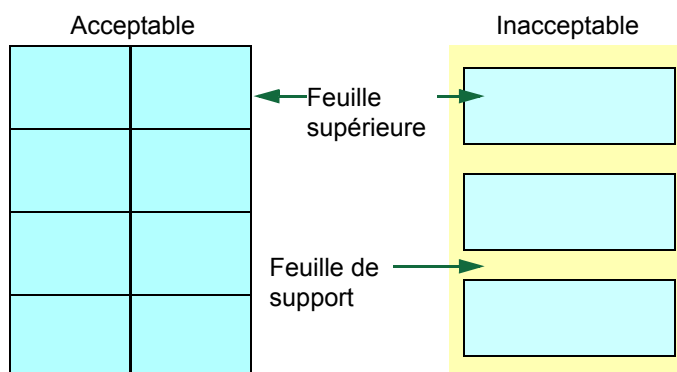 Acceptable
Inacceptable
Feuille
supérieure
Feuille de
support